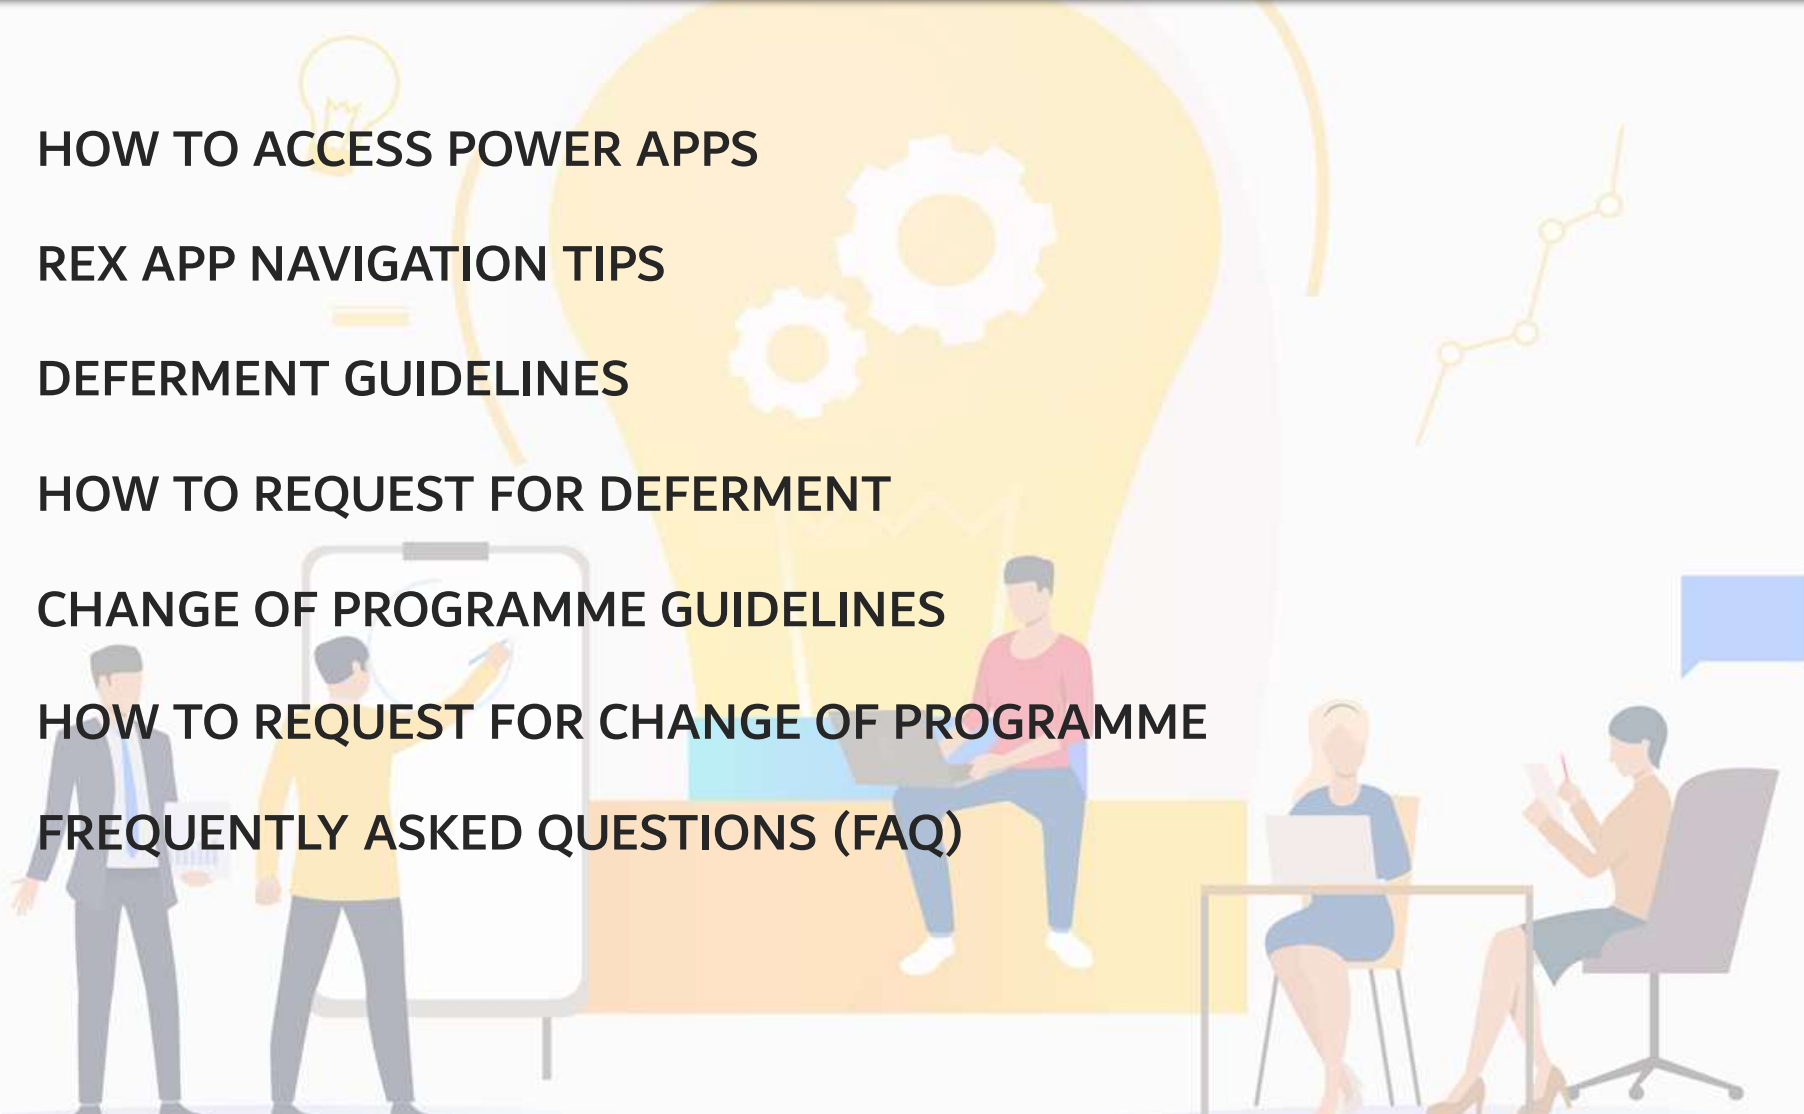 HOW TO ACCESS POWER APPS
REX APP NAVIGATION TIPS
DEFERMENT GUIDELINES
HOW TO REQUEST FOR DEFERMENT
CHANGE OF PROGRAMME GUIDELINES
HOW TO REQUEST FOR CHANGE OF PROGRAMME
FREQUENTLY ASKED QUESTIONS (FAQ)